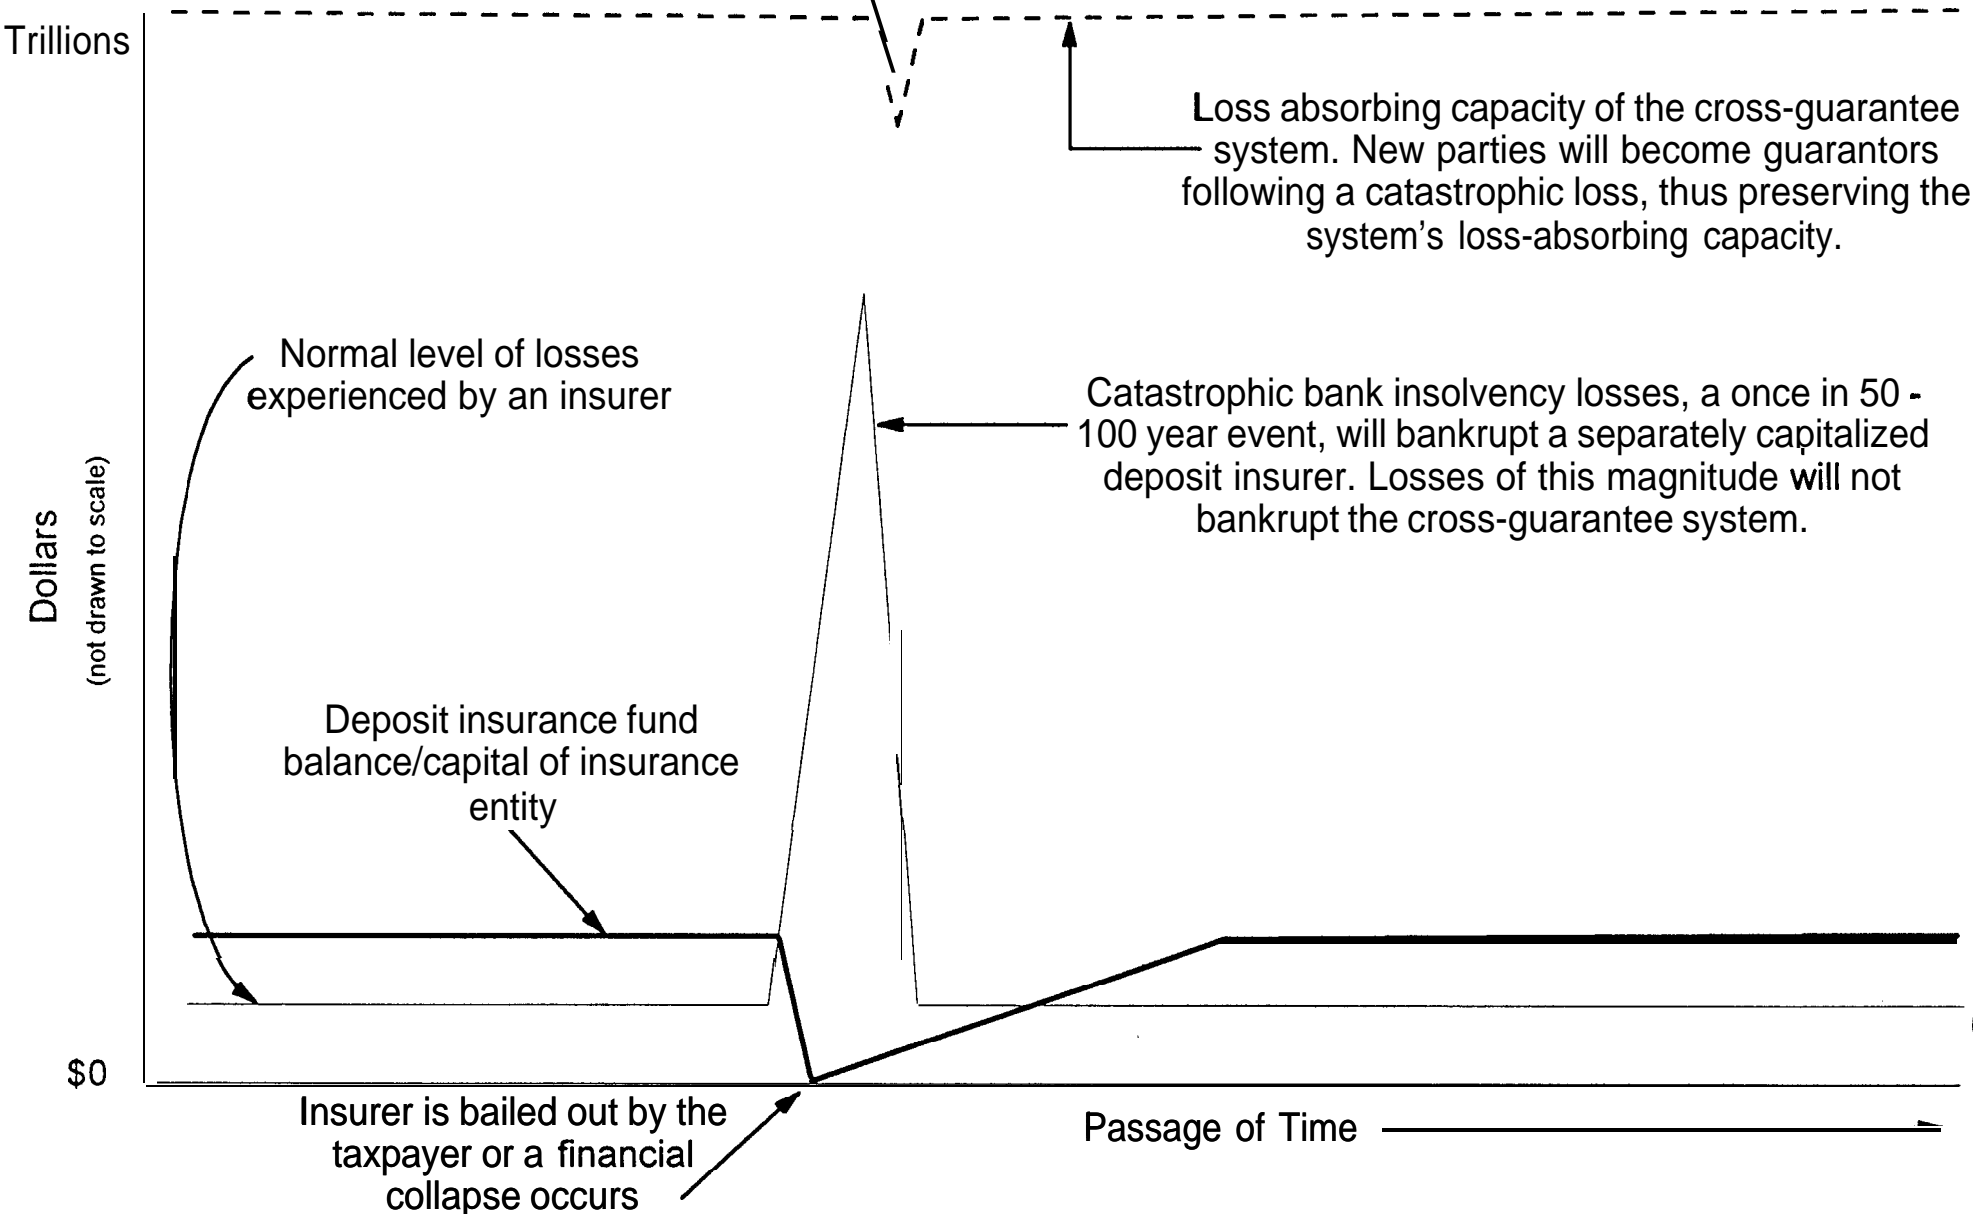 Trillions
Loss absorbing capacity of the cross-guarantee
system. New parties will become guarantors
following a catastrophic loss, thus preserving the
system's loss-absorbing capacity.
Normal level of losses
experienced by an insurer
Catastrophic bank insolvency losses, a once in 50 -
100 year event, will bankrupt a separately capitalized
deposit insurer. Losses of this magnitude will not
bankrupt the cross-guarantee system.
Dollars
(not drawn to scale)
Deposit insurance fund
balance/capital of insurance
entity
$0
Insurer is bailed out by the
taxpayer or a financial
collapse occurs
Passage of Time